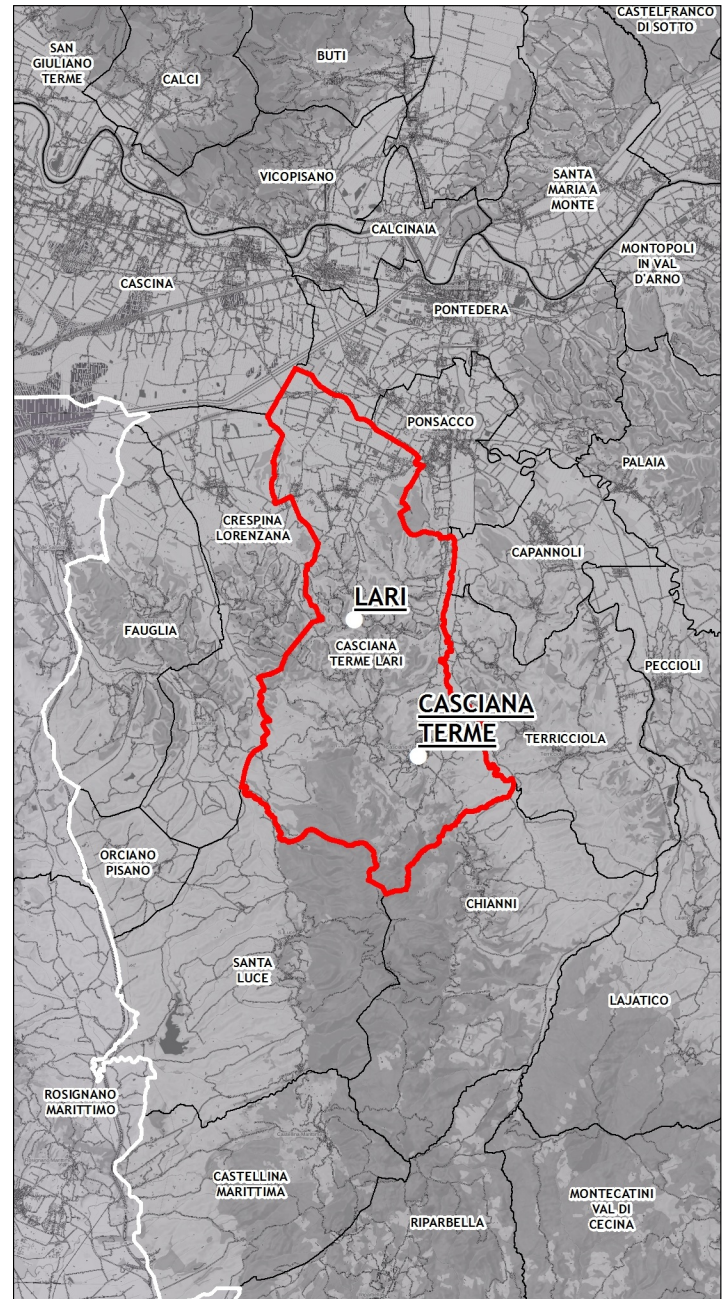 CASTELFRANCO
DI SOTTO
SAN
GIULIANO
TERME
CALCI
BUTI
VICOPISANO
SANTA
MARIA A
MONTE
CALCINAIA
MONTOPOLI
IN VAL
D'ARNO
CASCINA
PONTEDERA
PONSACCO
PALAIA
CRESPINA
LORENZANA
CAPANNOLI
LARI
FAUGLIA
CASCIANA
TERME LARI
PECCIOLI
CASCIANA
TERME
TERRICCIOLA
ORCIANO
PISANO
CHIANNI
SANTA
LUCE
LAJATICO
ROSIGNANO
MARITTIMO
CASTELLINA
MARITTIMA
MONTECATINI
VAL DI
CECINA
RIPARBELLA